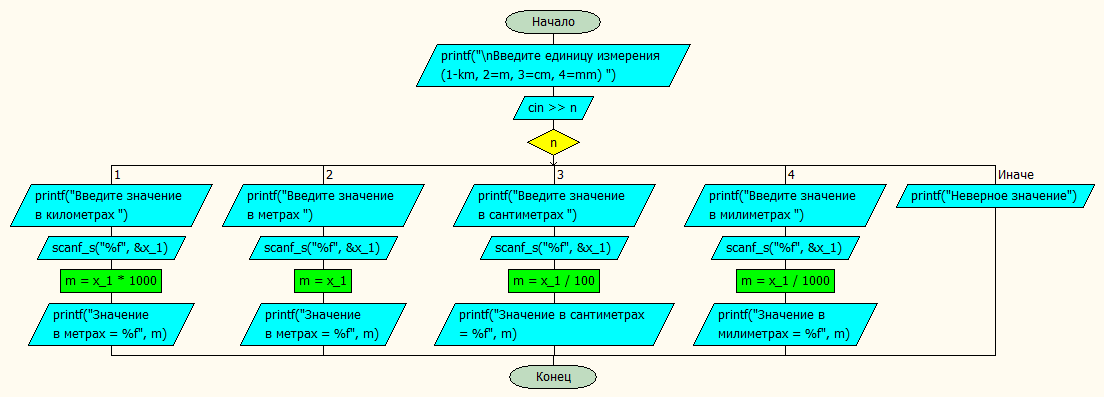 Начало
printf("\nВведите единицу измерения
(1-km, 2=m, 3=cm, 4=mm) ")
cin >> n
n
1
printf("Введите значение
в километрах ")
scanf_s("%f", &x_1)
m = x_1 * 1000
printf("Значение
в метрах = %f", m)
2
printf("Введите значение
в метрах ")
scanf_s("%f", &x_1)
m = x_1
printf("Значение
в метрах = %f", m)
3
printf("Введите значение
в сантиметрах ")
scanf_s("%f", &x_1)
m = x_1 / 100
printf("Значение в сантиметрах
= %f", m)
4
printf("Введите значение
в милиметрах ")
scanf_s("%f", &x_1)
m = x_1 / 1000
printf("Значение в
милиметрах = %f", m)
Иначе
printf("Неверное значение")
Конец